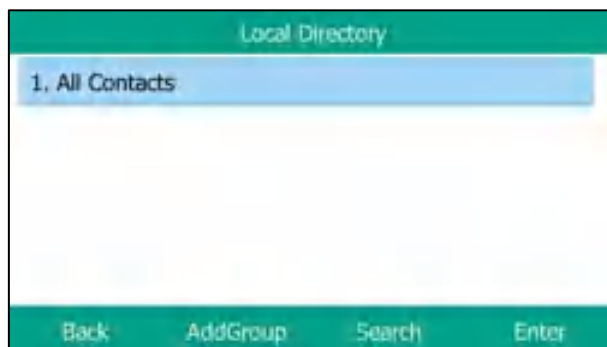 Local Directory
1. All Contacts
Back AddGroup Search Enter